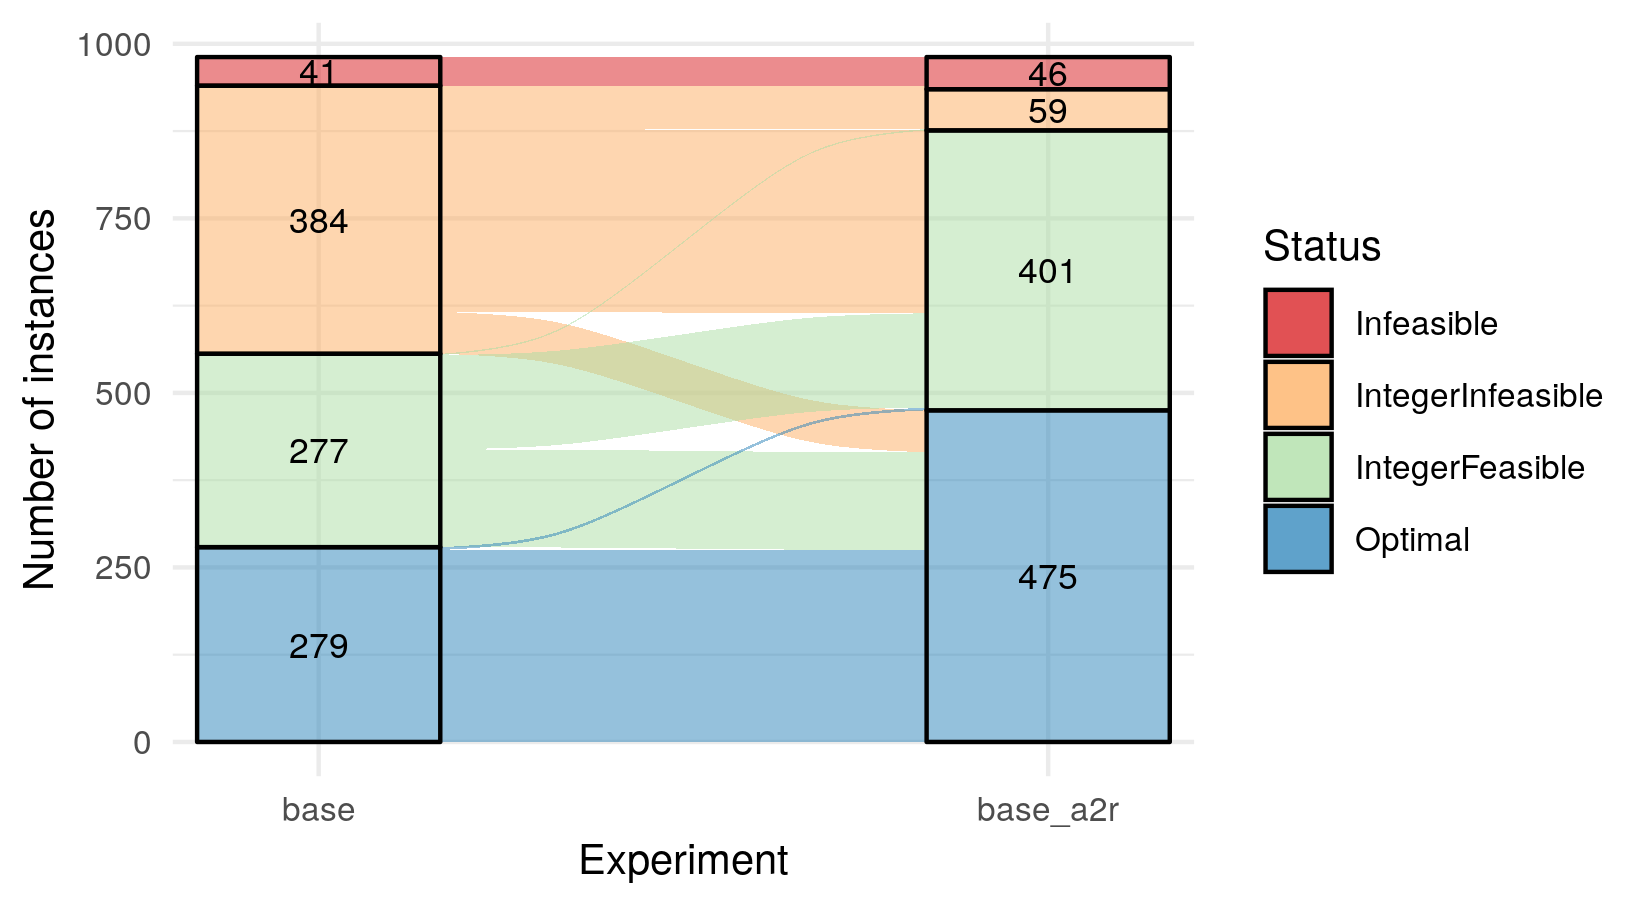 Number of instances
1000
750
500
250
0
41
384
277
279
46
59
401
475
base
base_a2r
Experiment
Status
Infeasible
IntegerInfeasible
IntegerFeasible
Optimal